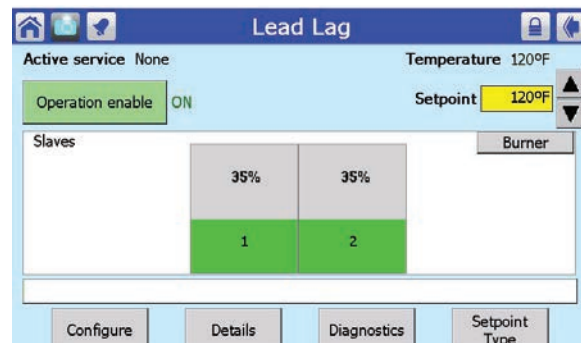 Lead Lag
Active service None
Temperature 120ºF
Operation enable ON
Setpoint 120ºF
Slaves
Burner
35% 35%
1 2
Configure Details Diagnostics Setpoint
Type